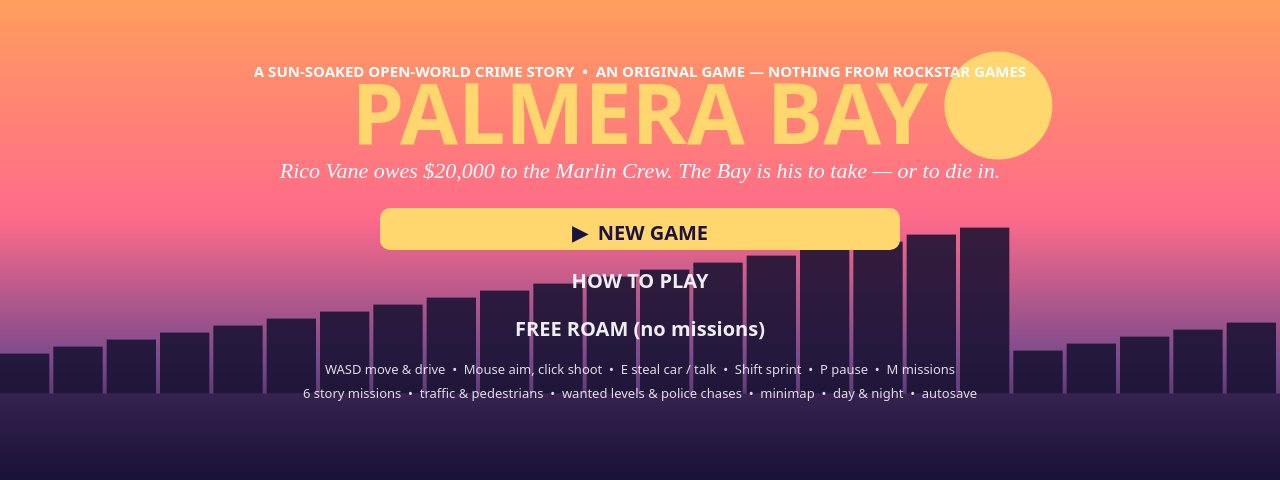 A SUN-SOAKED OPEN-WORLD CRIME STORY • AN ORIGINAL GAME — NOTHING FROM ROCKSTAR GAMES
PALMERA BAY
Rico Vane owes $20,000 to the Marlin Crew. The Bay is his to take — or to die in.
▶ NEW GAME
HOW TO PLAY
FREE ROAM (no missions)
WASD move & drive • Mouse aim, click shoot • E steal car / talk • Shift sprint • P pause • M missions
6 story missions • traffic & pedestrians • wanted levels & police chases • minimap • day & night • autosave